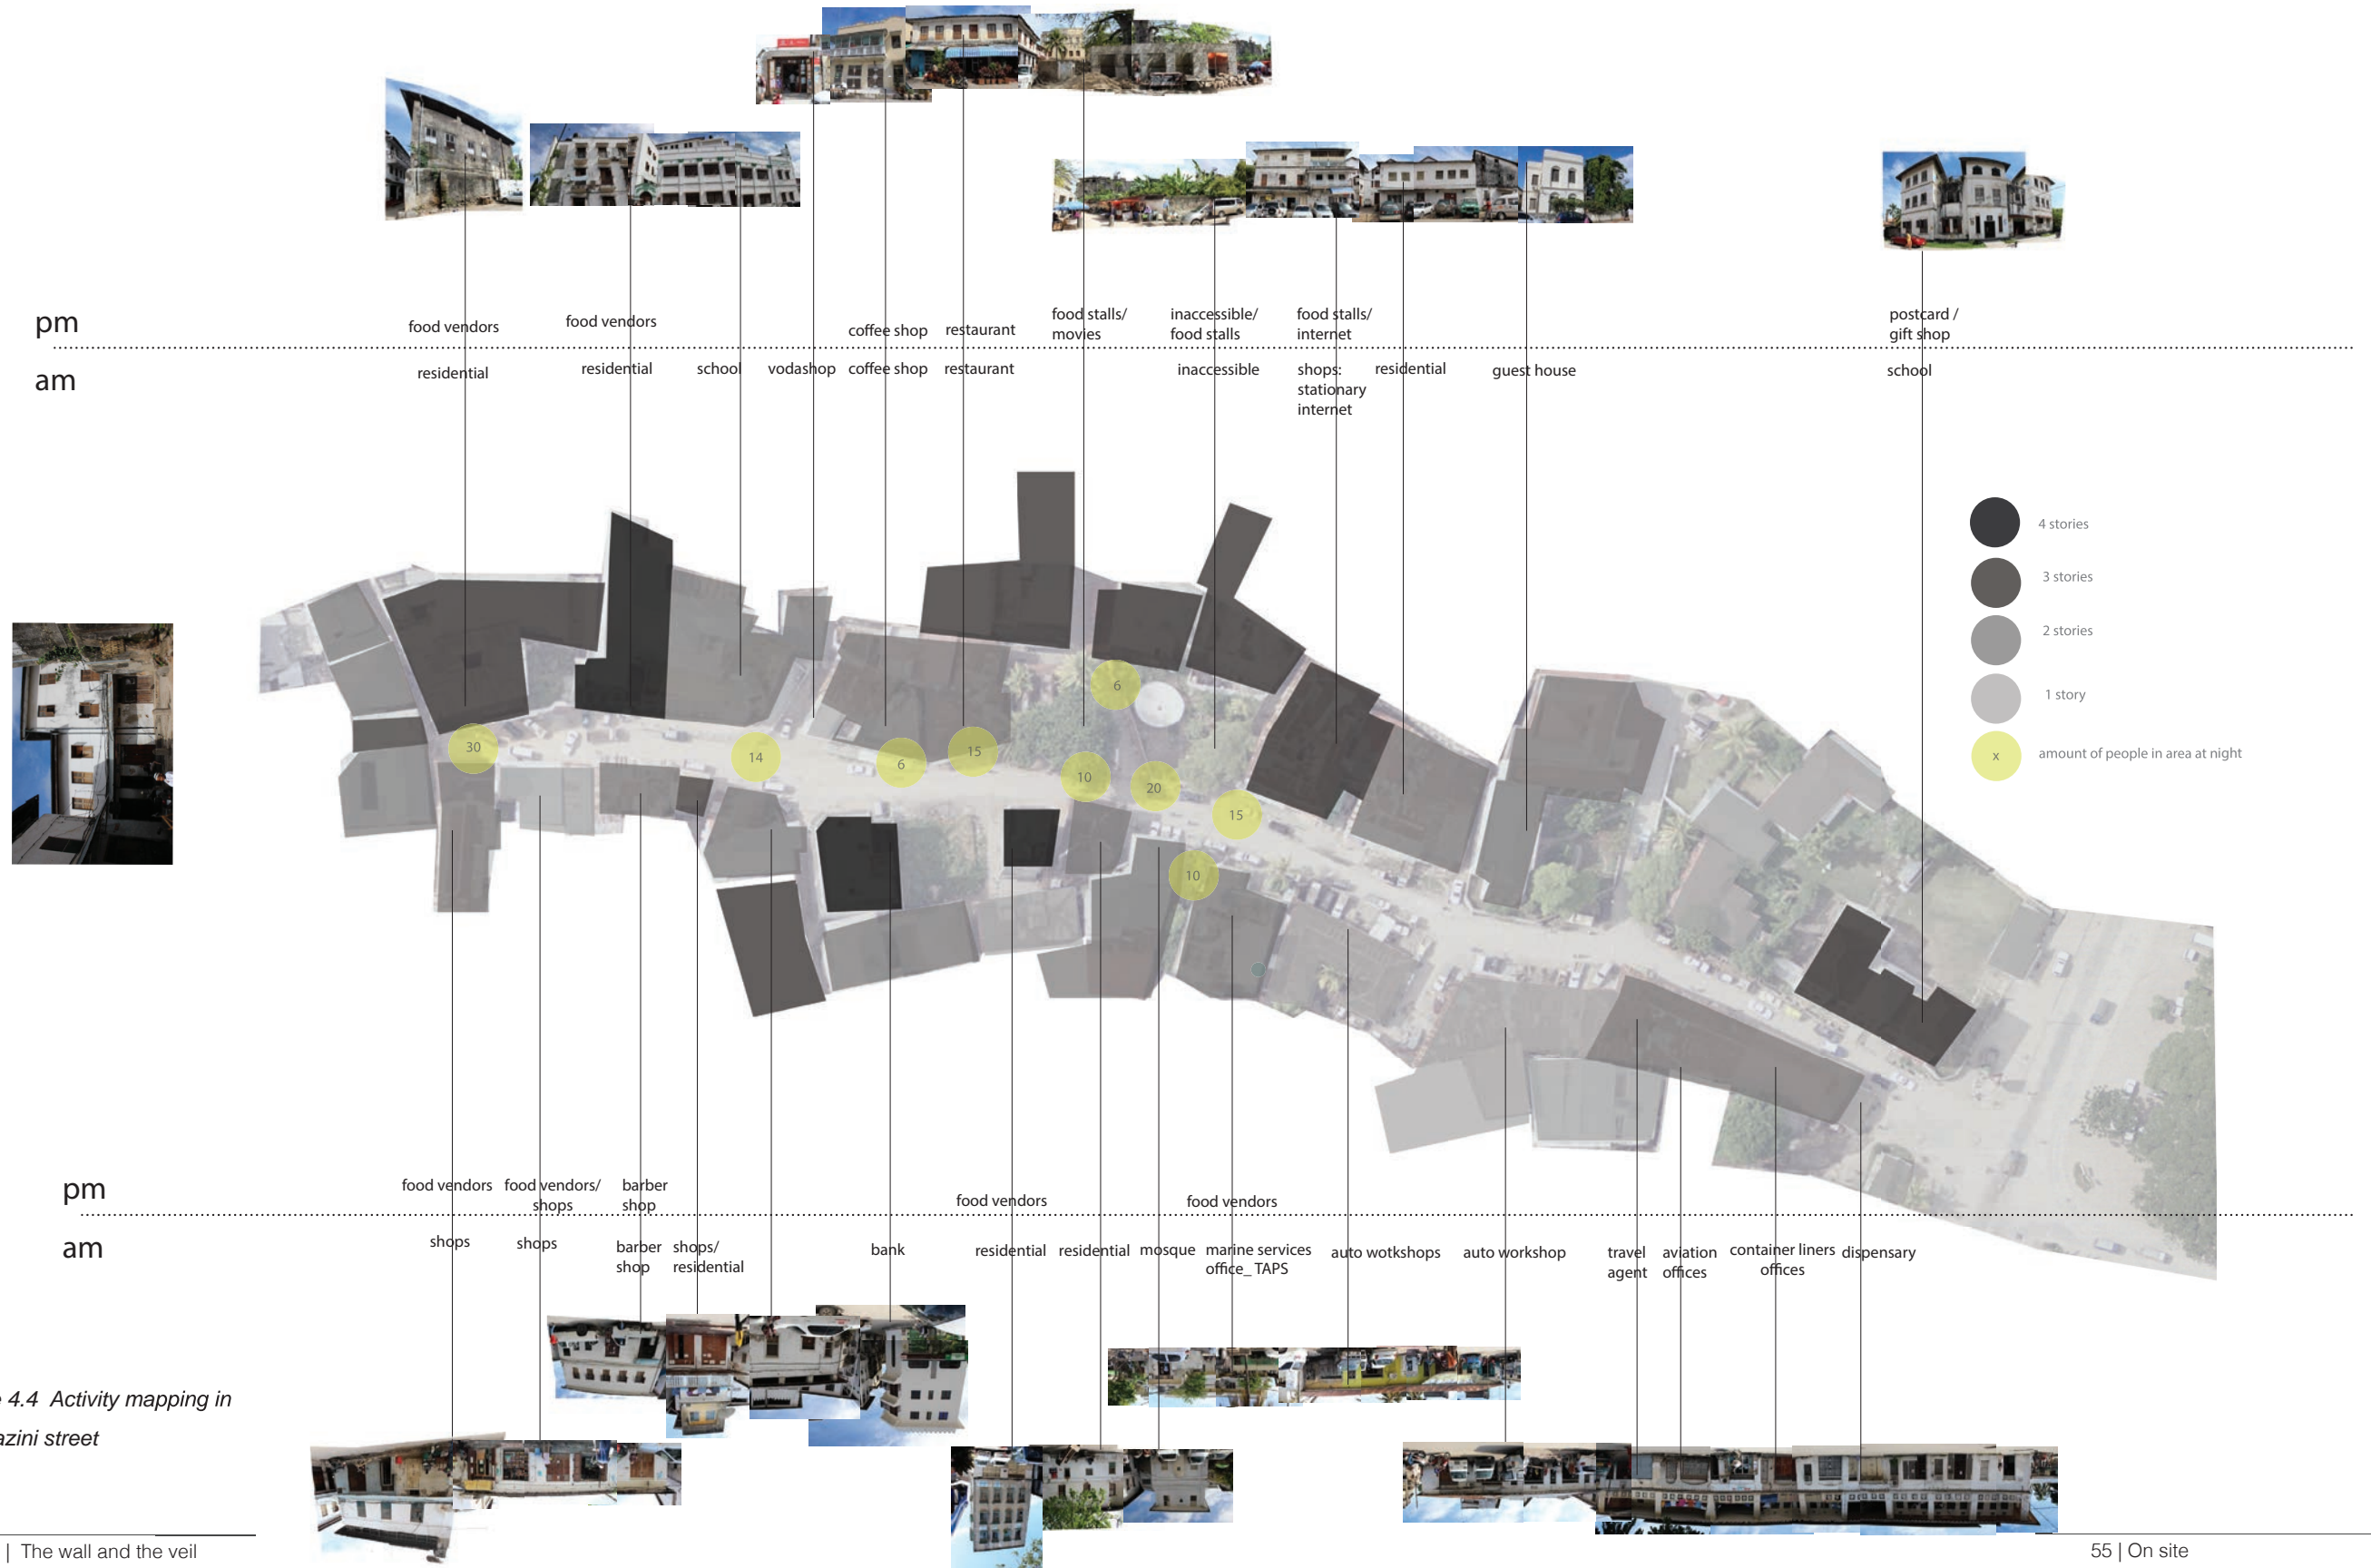 pm
food vendors
food vendors
coffee shop
restaurant
food stalls/
movies
inaccessible/
food stalls
food stalls/
internet
postcard /
gift shop
am
residential
residential
school
vodashop
coffee shop
restaurant
inaccessible
shops:
stationary
internet
residential
guest house
school
4 stories
3 stories
2 stories
1 story
x
amount of people in area at night
30
14
6
15
6
10
20
15
10
pm
food vendors
food vendors/
shops
barber
shop
food vendors
food vendors
am
shops
shops
barber
shop
shops/
residential
bank
residential
residential
mosque
marine services
office_ TAPS
auto wotkshops
auto workshop
travel
agent
aviation
offices
container liners
offices
dispensary
4.4 Activity mapping in
street
| The wall and the veil
55 | On site